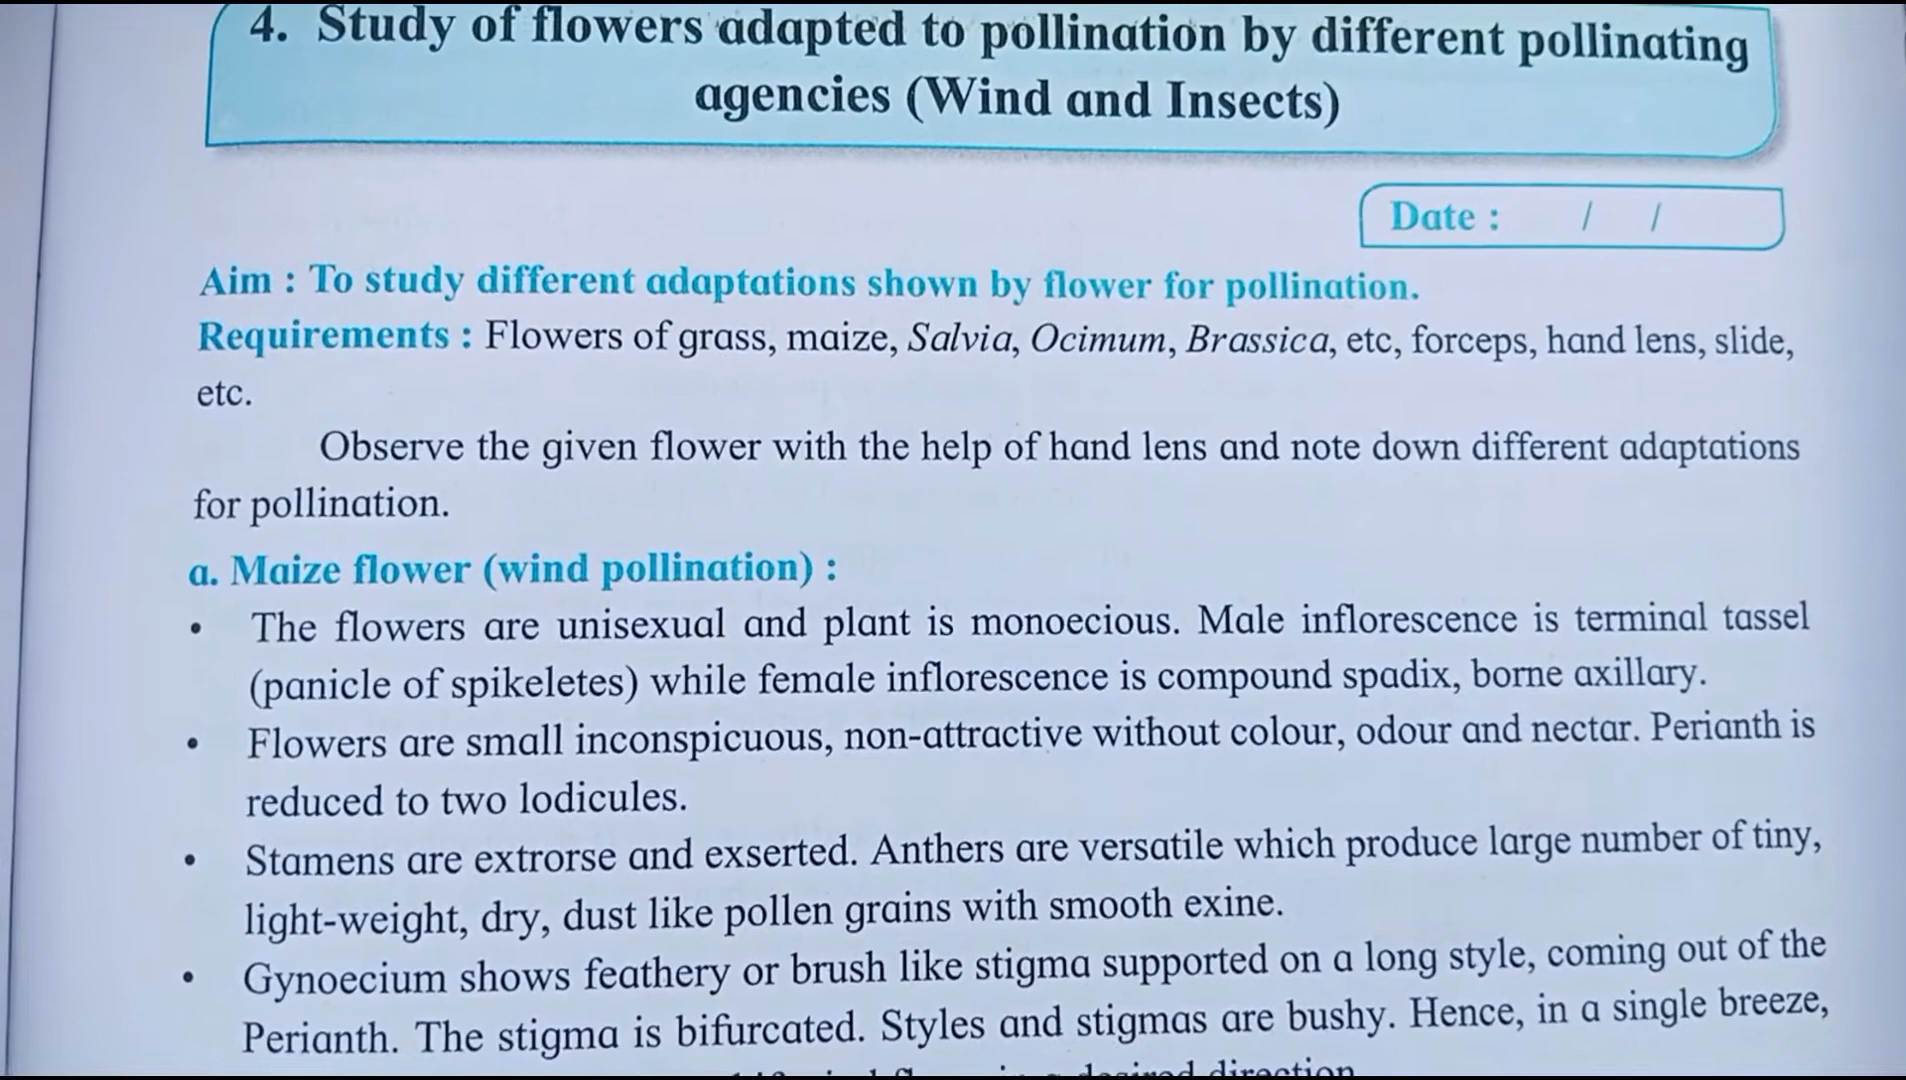 4. Study of flowers adapted to pollination by different pollinating
agencies (Wind and Insects)
Date : / /
Aim : To study different adaptations shown by flower for pollination.
Requirements : Flowers of grass, maize, Salvia, Ocimum, Brassica, etc, forceps, hand lens, slide,
etc.
Observe the given flower with the help of hand lens and note down different adaptations
for pollination.
a. Maize flower (wind pollination) :
• The flowers are unisexual and plant is monoecious. Male inflorescence is terminal tassel
(panicle of spikeletes) while female inflorescence is compound spadix, borne axillary.
• Flowers are small inconspicuous, non-attractive without colour, odour and nectar. Perianth is
reduced to two lodicules.
• Stamens are extrorse and exserted. Anthers are versatile which produce large number of tiny,
light-weight, dry, dust like pollen grains with smooth exine.
• Gynoecium shows feathery or brush like stigma supported on a long style, coming out of the
Perianth. The stigma is bifurcated. Styles and stigmas are bushy. Hence, in a single breeze,
desired direction